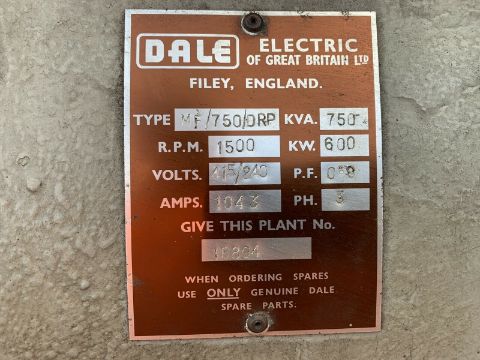 DALE ELECTRIC
OF GREAT BRITAIN LTD
FILEY, ENGLAND.
TYPE MF/750/DRP KVA. 750
R.P.M. 1500 KW. 600
VOLTS. 415/240 P.F. 0.8
AMPS. 1043 PH. 3
GIVE THIS PLANT No.
WHEN ORDERING SPARES
USE ONLY GENUINE DALE
SPARE PARTS.